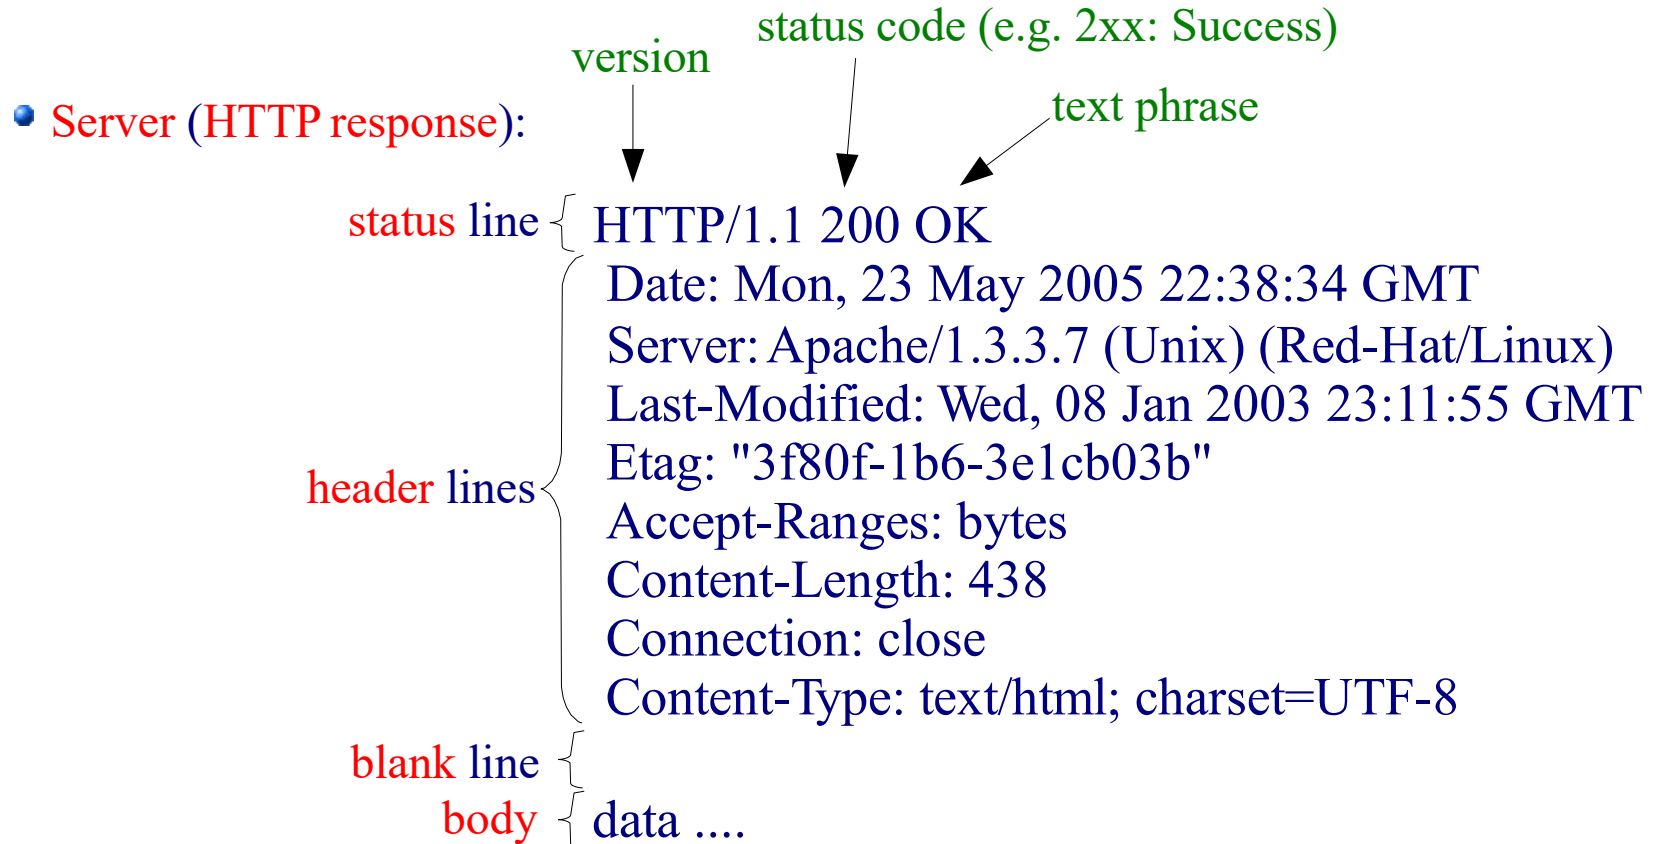 status code (e.g. 2xx: Success)
version
text phrase
Server (HTTP response):
status line
HTTP/1.1 200 OK
Date: Mon, 23 May 2005 22:38:34 GMT
Server: Apache/1.3.3.7 (Unix) (Red-Hat/Linux)
Last-Modified: Wed, 08 Jan 2003 23:11:55 GMT
Etag: "3f80f-1b6-3e1cb03b"
header lines
Accept-Ranges: bytes
Content-Length: 438
Connection: close
Content-Type: text/html; charset=UTF-8
blank line
body
data ....